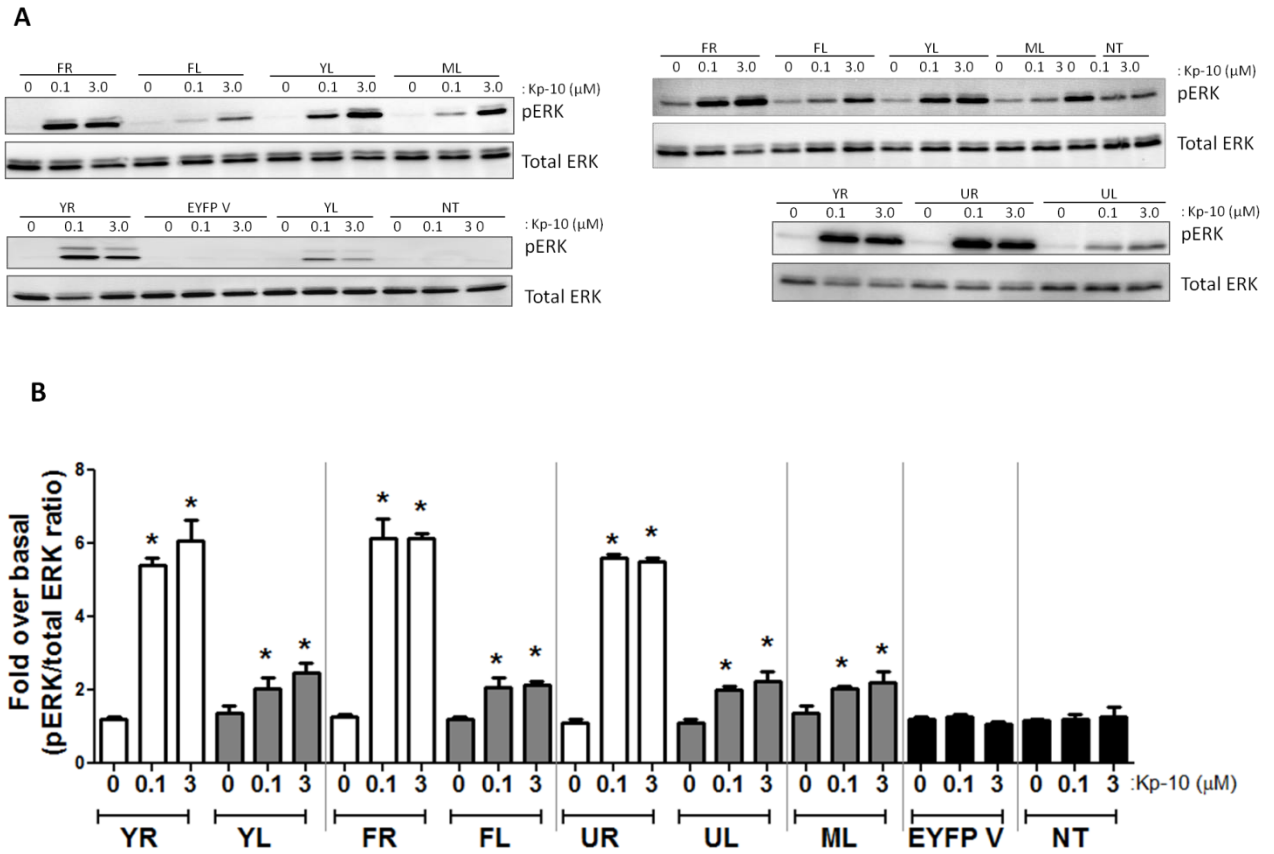 A
FR FL YL ML
0 0.1 3.0 0 0.1 3.0 0 0.1 3.0 0 0.1 3.0 : Kp-10 (µM)
pERK
Total ERK
FR FL YL ML NT
0 0.1 3.0 0 0.1 3.0 0 0.1 3.0 0 0.1 3 0 0.1 3.0 : Kp-10 (µM)
pERK
Total ERK
YR EYFP V YL NT
0 0.1 3.0 0 0.1 3.0 0 0.1 3.0 0 0.1 3 0 : Kp-10 (µM)
pERK
Total ERK
YR UR UL
0 0.1 3.0 0 0.1 3.0 0 0.1 3.0 : Kp-10 (µM)
pERK
Total ERK
B
Fold over basal
(pERK/total ERK ratio)
8
6
4
2
0
* * * * * * * * * * * * * *
0 0.1 3 0 0.1 3 0 0.1 3 0 0.1 3 0 0.1 3 0 0.1 3 0 0.1 3 0 0.1 3 0 0.1 3 :Kp-10 (µM)
YR YL FR FL UR UL ML EYFP V NT